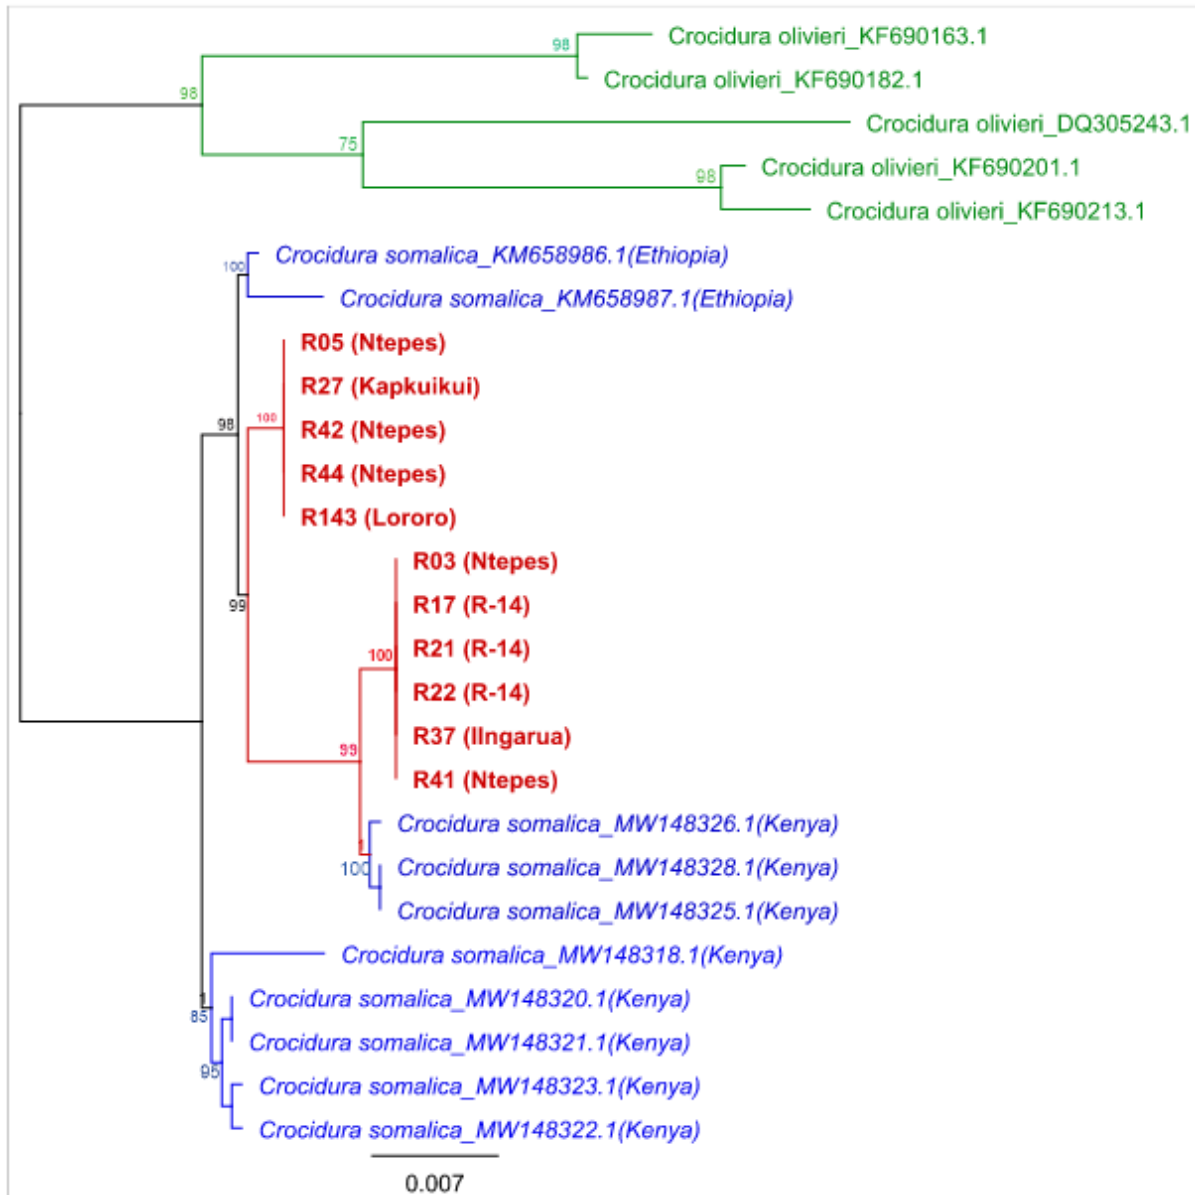 98
Crocidura olivieri_KF690163.1
Crocidura olivieri_KF690182.1
98
Crocidura olivieri_DQ305243.1
75
Crocidura olivieri_KF690201.1
98
Crocidura olivieri_KF690213.1
Crocidura somalica_KM658986.1(Ethiopia)
100
Crocidura somalica_KM658987.1(Ethiopia)
R05 (Ntepes)
R27 (Kapkuikui)
100
98
R42 (Ntepes)
R44 (Ntepes)
R143 (Lororo)
R03 (Ntepes)
99
R17 (R-14)
R21 (R-14)
100
R22 (R-14)
R37 (IIngarua)
99
R41 (Ntepes)
Crocidura somalica_MW148326.1(Kenya)
1
100
Crocidura somalica_MW148328.1(Kenya)
Crocidura somalica_MW148325.1(Kenya)
Crocidura somalica_MW148318.1(Kenya)
1
Crocidura somalica_MW148320.1(Kenya)
85
Crocidura somalica_MW148321.1(Kenya)
95
Crocidura somalica_MW148323.1(Kenya)
Crocidura somalica_MW148322.1(Kenya)
0.007